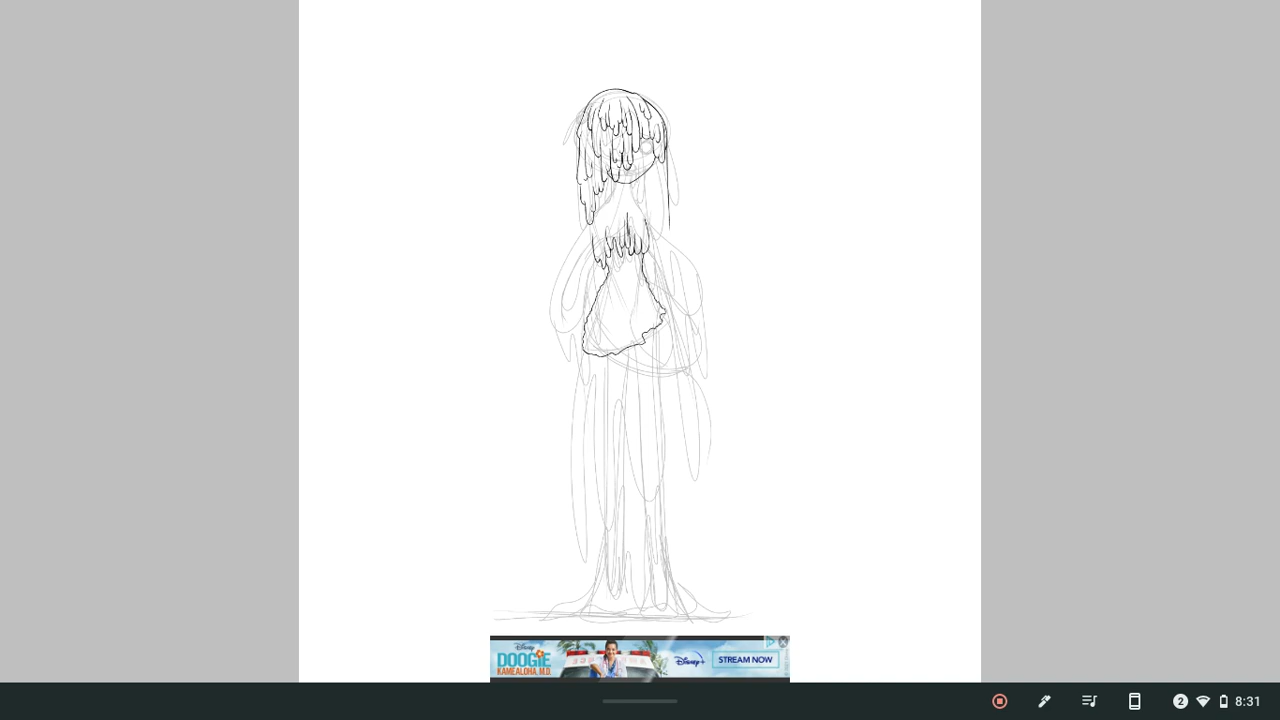 Disney
DOOGIE
KAMEALOHA, M.D.
Disney+
STREAM NOW
2
8:31